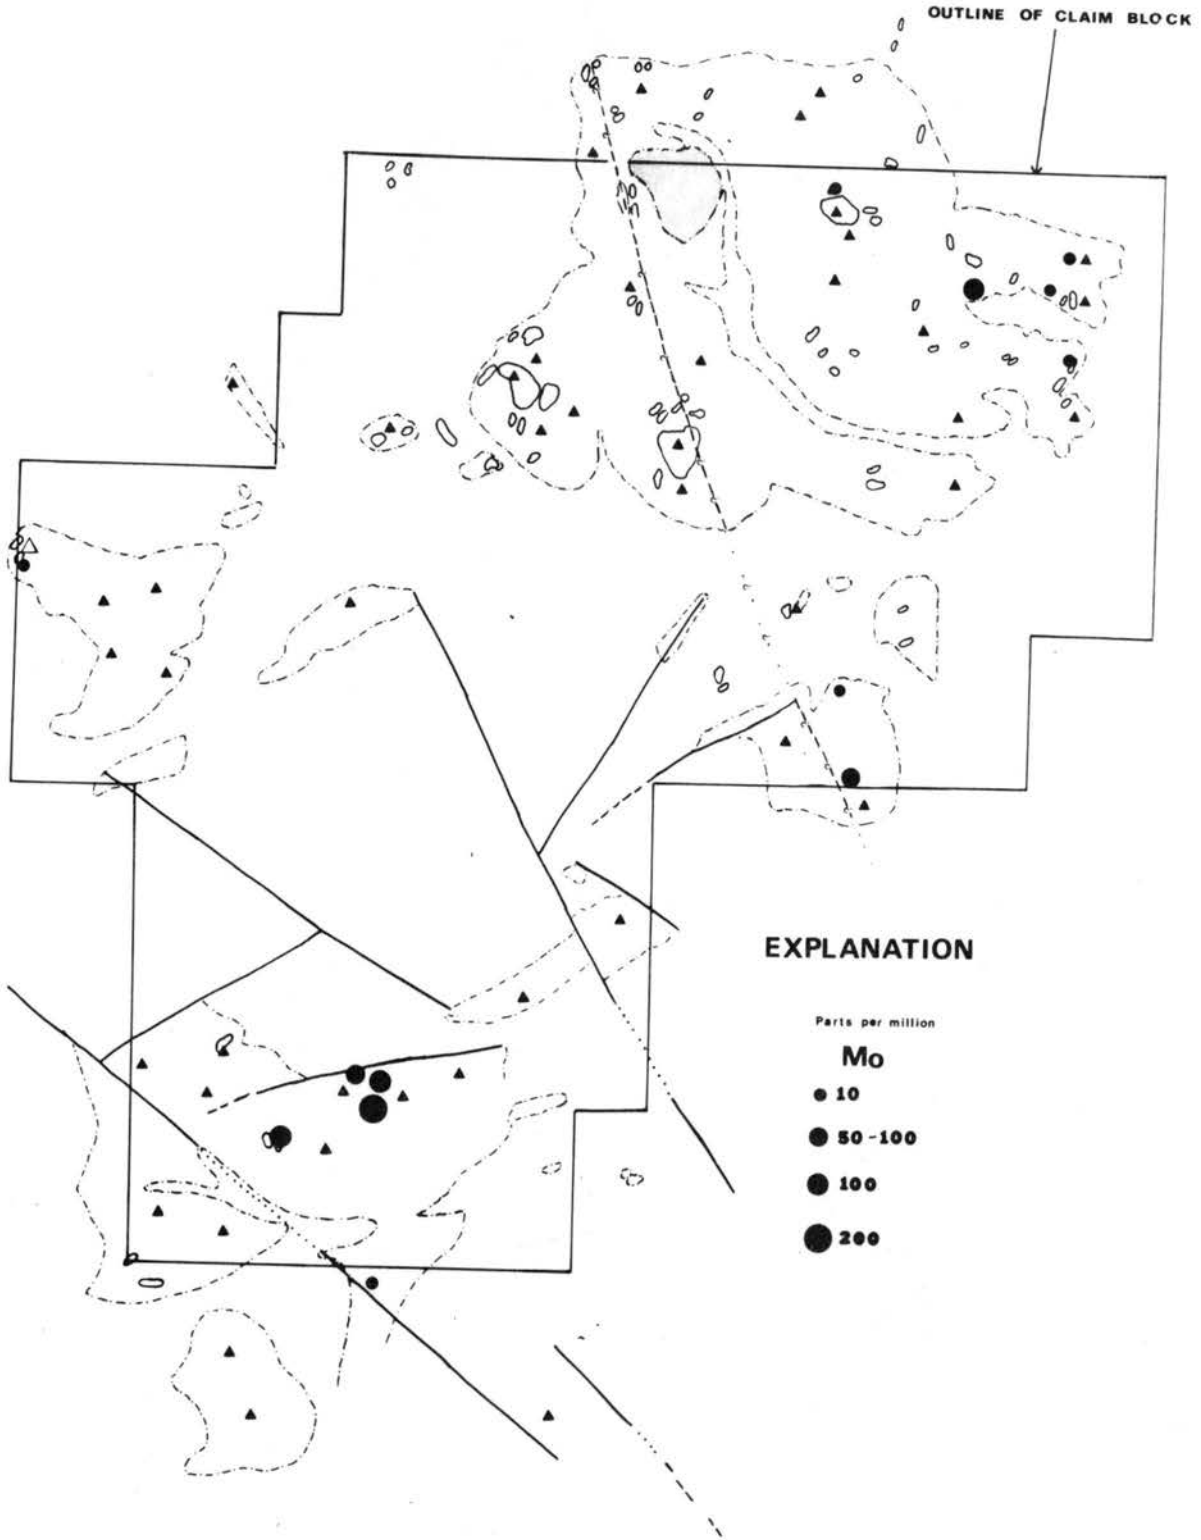 OUTLINE OF CLAIM BLOCK
EXPLANATION
Parts per million
Mo
10
50-100
100
200